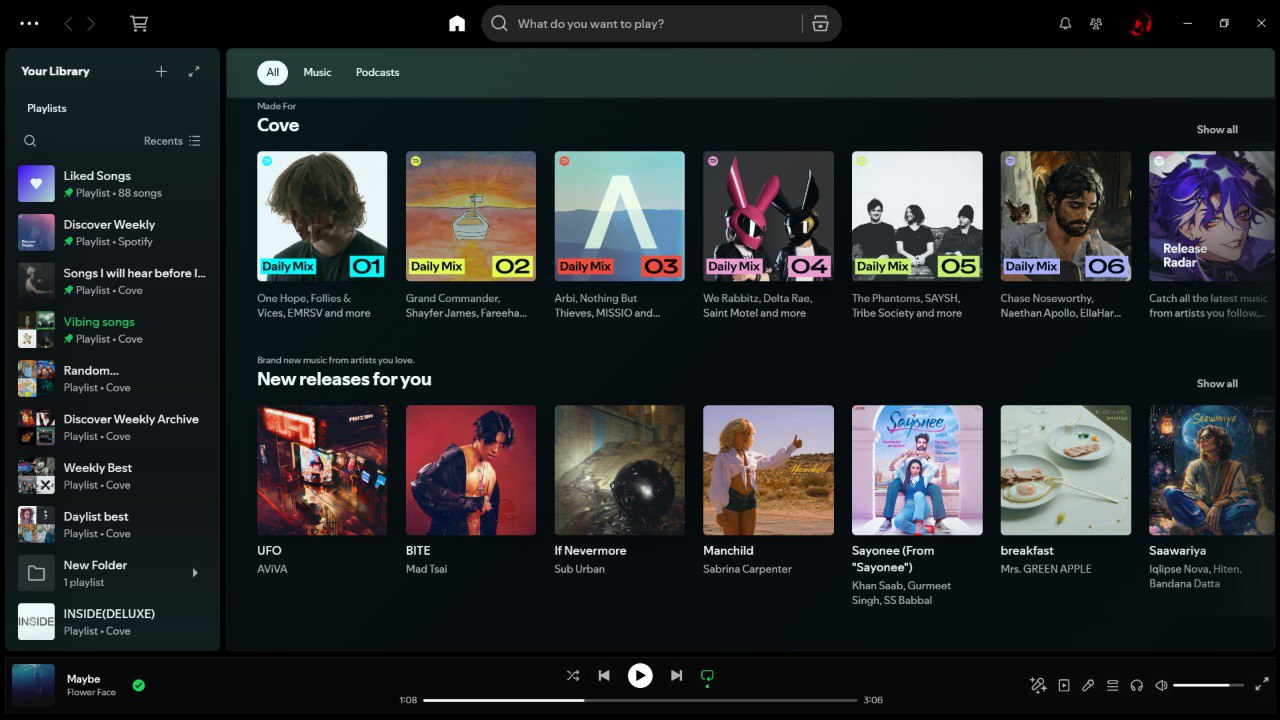 What do you want to play?
Your Library
Playlists
Recents
Liked Songs
Playlist • 88 songs
Discover Weekly
Playlist • Spotify
Songs I will hear before I...
Playlist • Cove
Vibing songs
Playlist • Cove
Random...
Playlist • Cove
Discover Weekly Archive
Playlist • Cove
Weekly Best
Playlist • Cove
Daylist best
Playlist • Cove
New Folder
1 playlist
INSIDE
INSIDE(DELUXE)
Playlist • Cove
All
Music
Podcasts
Made For
Cove
Show all
Daily Mix 01
One Hope, Follies &
Vices, EMRSV and more
Daily Mix 02
Grand Commander,
Shayfer James, Fareeha...
Daily Mix 03
Arbi, Nothing But
Thieves, MISSIO and...
Daily Mix 04
We Rabbitz, Delta Rae,
Saint Motel and more
Daily Mix 05
The Phantoms, SAYSH,
Tribe Society and more
Daily Mix 06
Chase Noseworthy,
Naethan Apollo, EllaHar...
Release
Radar
Catch all the latest music
from artists you follow,...
Brand new music from artists you love.
New releases for you
Show all
UFO
UFO
AViVA
BITE
Mad Tsai
If Nevermore
Sub Urban
Manchild
Manchild
Sabrina Carpenter
Sayonee
Sayonee (From
"Sayonee")
Khan Saab, Gurmeet
Singh, SS Babbal
breakfast
breakfast
Mrs. GREEN APPLE
Saawariya
Saawariya
Iqlipse Nova, Hiten,
Bandana Datta
Maybe
Flower Face
1:08
3:06